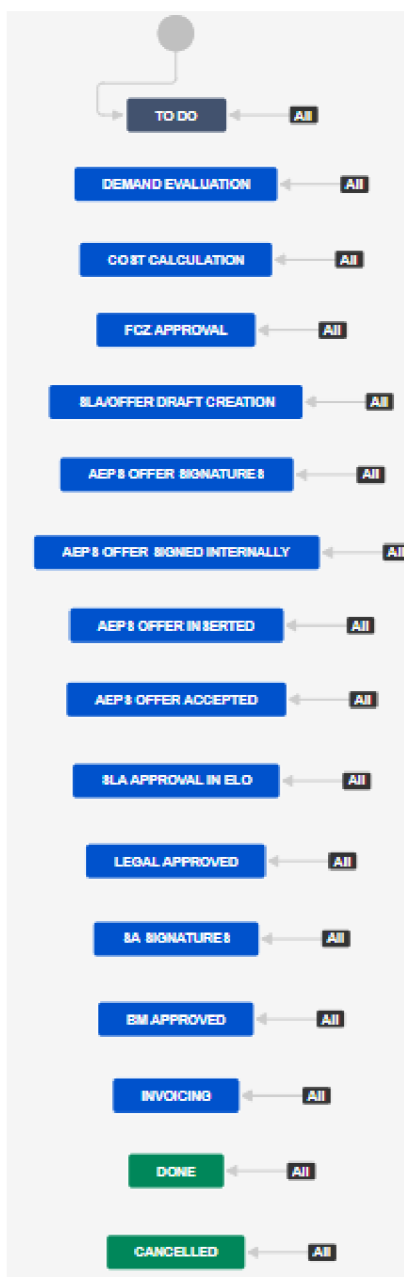 TO DO All
DEMAND EVALUATION All
COST CALCULATION All
FCZ APPROVAL All
SLA/OFFER DRAFT CREATION All
AEPS OFFER SIGNATURES All
AEPS OFFER SIGNED INTERNALLY All
AEPS OFFER INSERTED All
AEPS OFFER ACCEPTED All
SLA APPROVAL IN ELO All
LEGAL APPROVED All
SA SIGNATURES All
BM APPROVED All
INVOICING All
DONE All
CANCELLED All